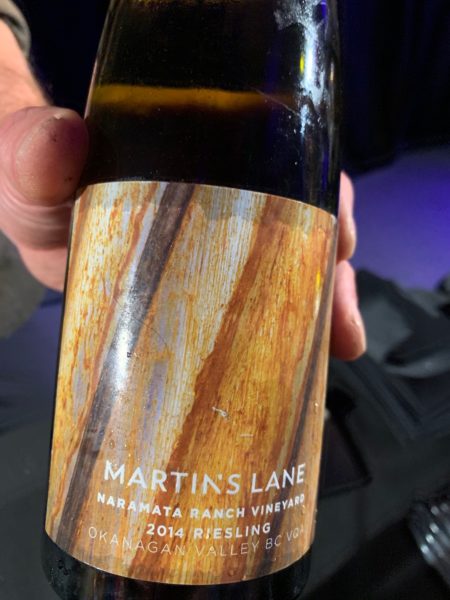 MARTIN'S LANE
NARAMATA RANCH VINEYARD
2014 RIESLING
OKANAGAN VALLEY BC VQA